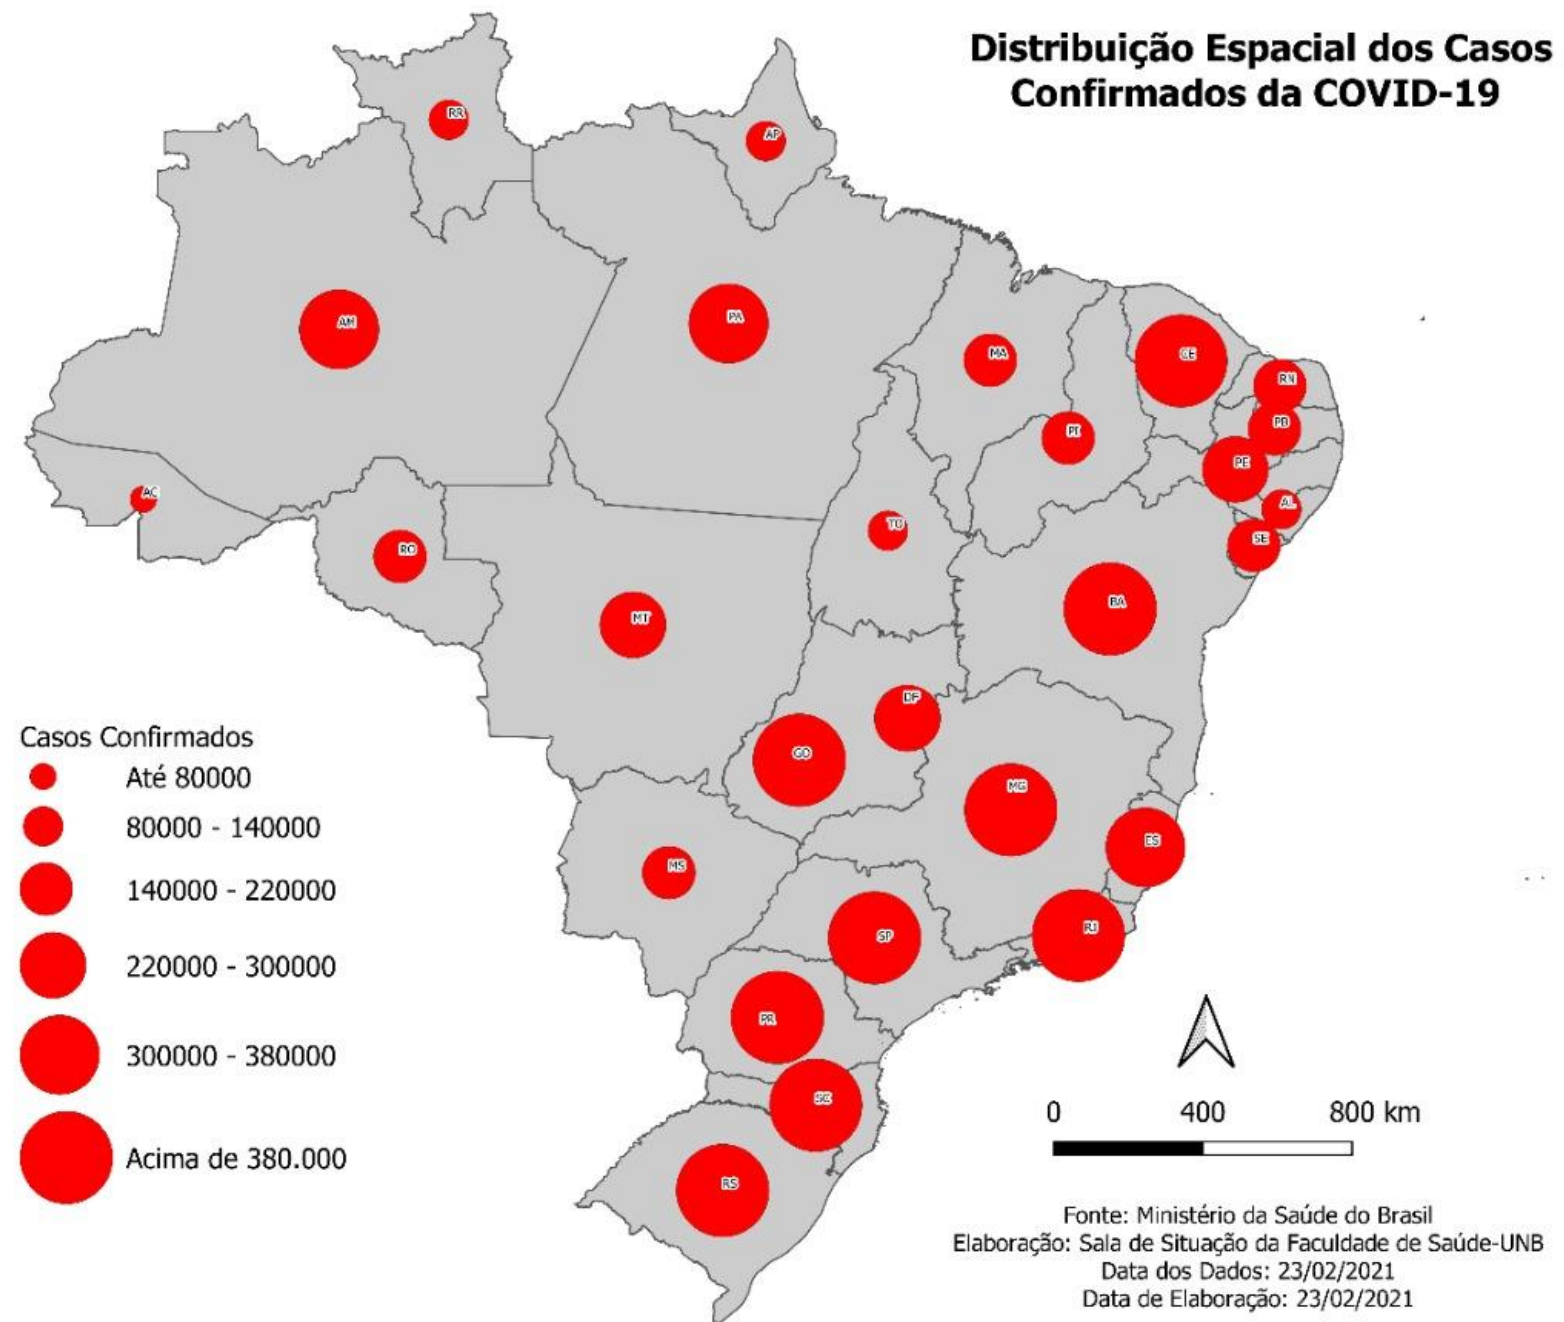 Distribuição Espacial dos Casos
Confirmados da COVID-19
RR
AP
AM
PA
MA
CE
RN
PI
PB
PE
AC
AL
TO
SE
RO
BA
MT
DF
GO
MG
ES
MS
RJ
SP
PR
SC
RS
Casos Confirmados
Até 80000
80000 - 140000
140000 - 220000
220000 - 300000
300000 - 380000
Acima de 380.000
0 400 800 km
Fonte: Ministério da Saúde do Brasil
Elaboração: Sala de Situação da Faculdade de Saúde-UNB
Data dos Dados: 23/02/2021
Data de Elaboração: 23/02/2021